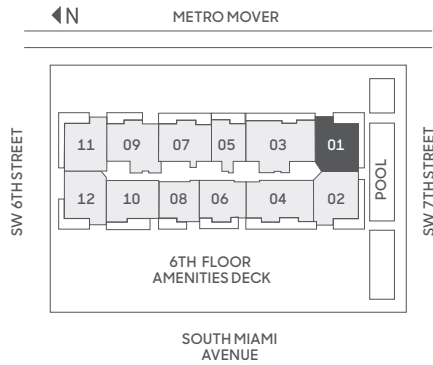 N
METRO MOVER
SW 6TH STREET
11 09 07 05 03 01
12 10 08 06 04 02
POOL
SW 7TH STREET
6TH FLOOR
AMENITIES DECK
SOUTH MIAMI
AVENUE